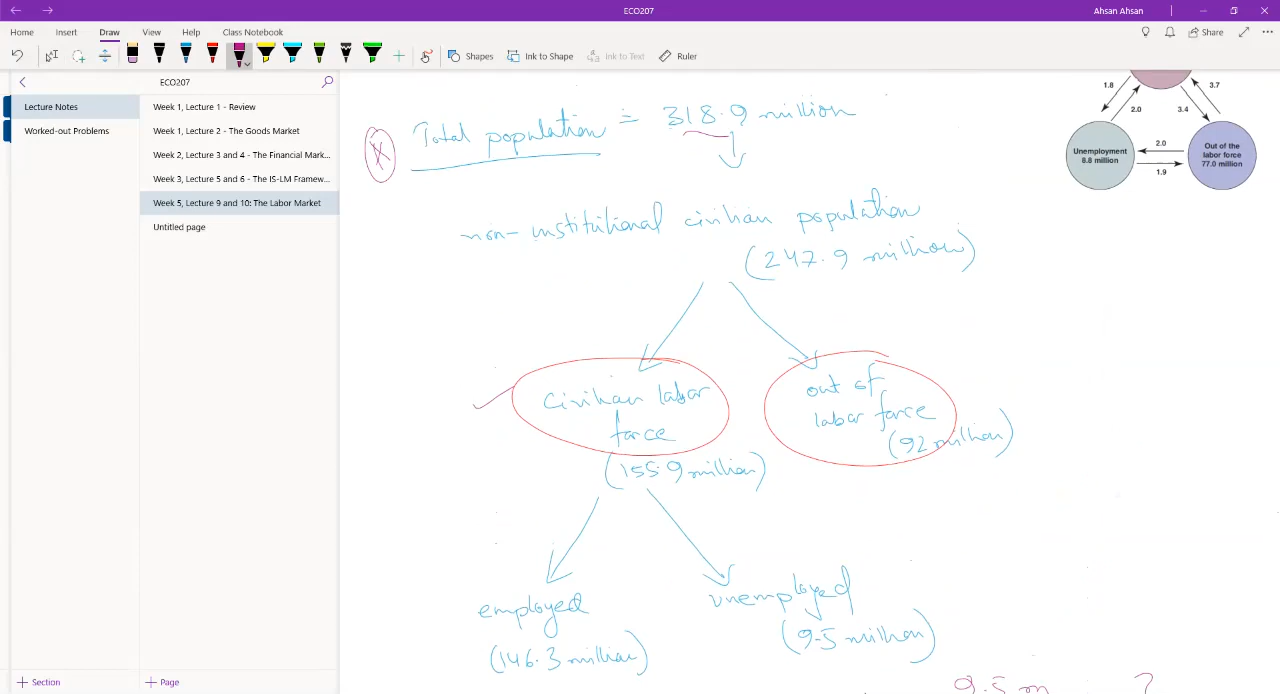 ECO207
Ahsan Ahsan
Home Insert Draw View Help Class Notebook
Share
Shapes Ink to Shape Ink to Text Ruler
ECO207
Lecture Notes
Worked-out Problems
Week 1, Lecture 1 - Review
Week 1, Lecture 2 - The Goods Market
Week 2, Lecture 3 and 4 - The Financial Mark...
Week 3, Lecture 5 and 6 - The IS-LM Framew...
Week 5, Lecture 9 and 10: The Labor Market
Untitled page
+ Section
+ Page
Total population = 318.9 million
non-institutional civilian population
(247.9 million)
civilian labor
force
(155.9 million)
out of
labor force
(92 million)
employed
(146.3 million)
unemployed
(9.5 million)
9.5 m ?
1.8
2.0
3.4
3.7
Unemployment
8.8 million
2.0
1.9
Out of the
labor force
77.0 million